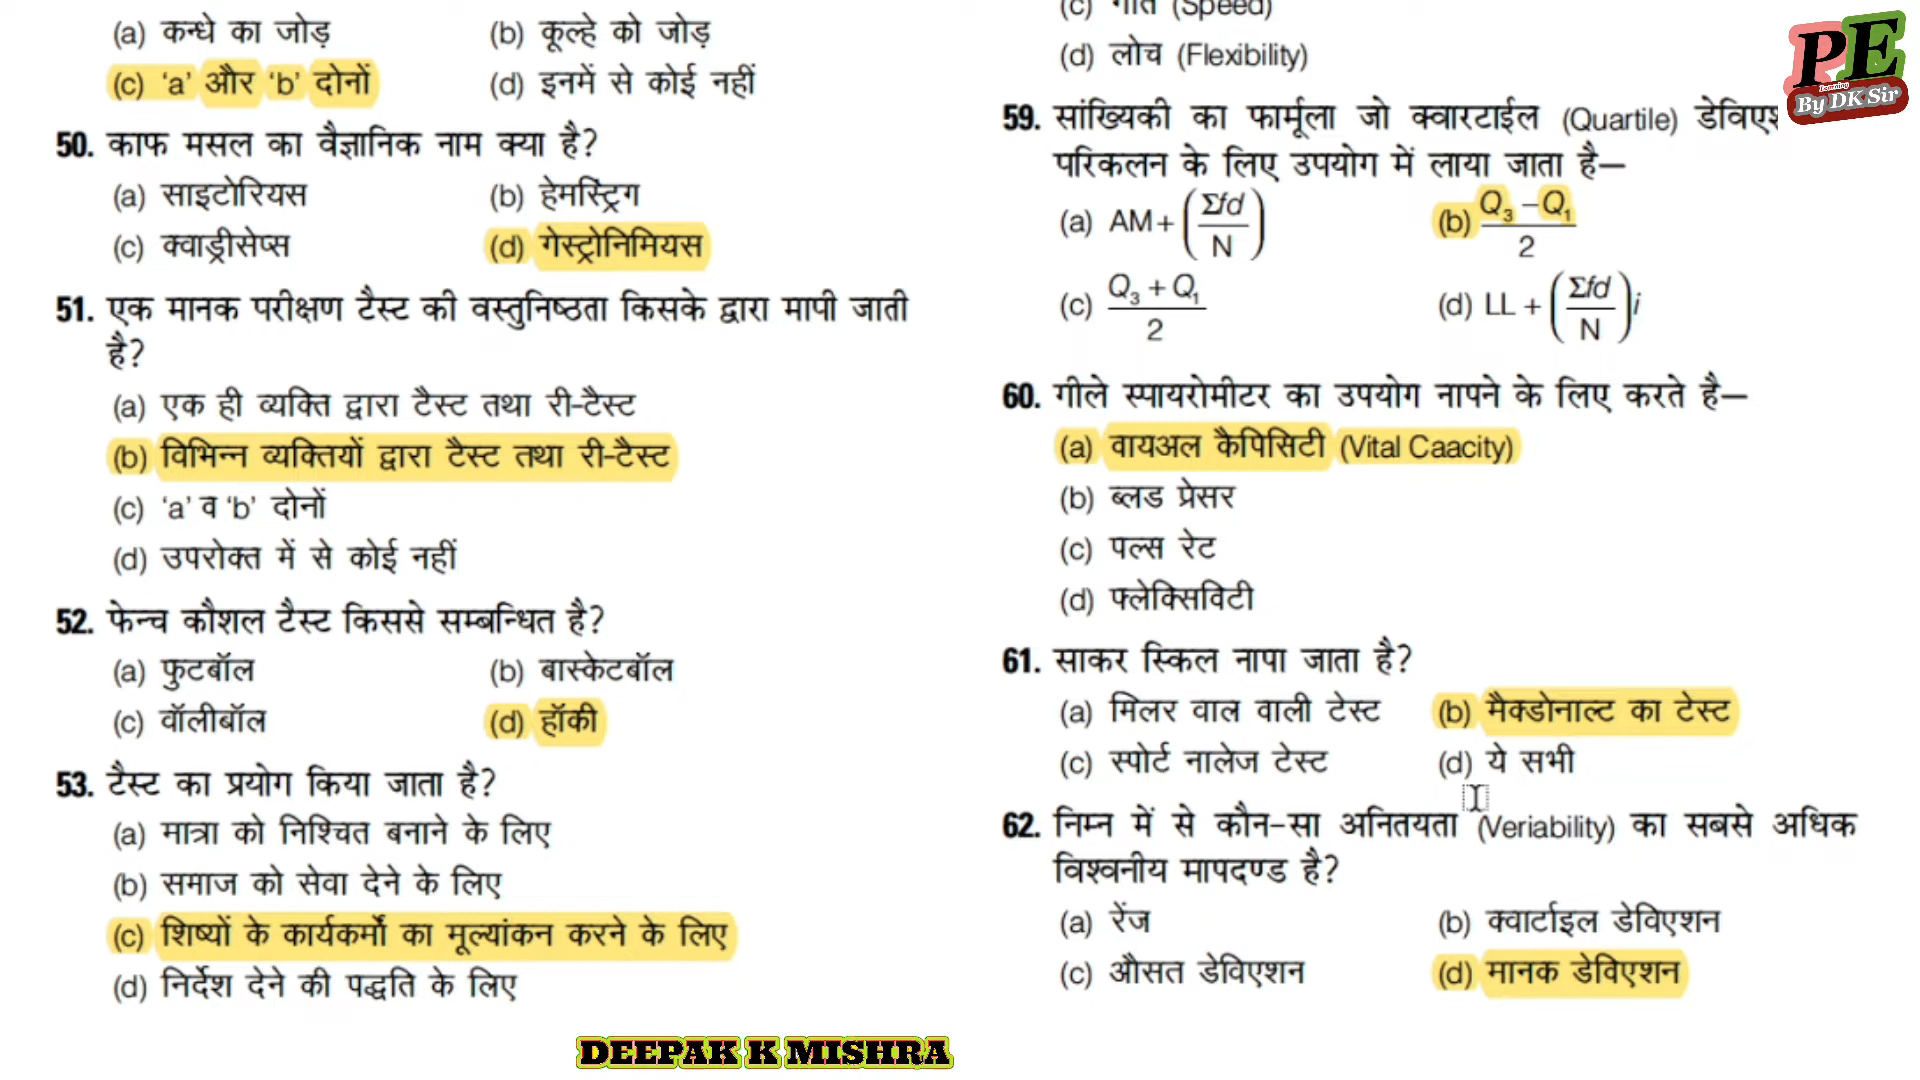 (a) कन्धे का जोड़ (b) कूल्हे को जोड़
(c) 'a' और 'b' दोनों (d) इनमें से कोई नहीं
50. काफ मसल का वैज्ञानिक नाम क्या है?
(a) साइटोरियस (b) हेमस्ट्रिंग
(c) क्वाड्रीसेप्स (d) गेस्ट्रोनिमियस
51. एक मानक परीक्षण टैस्ट की वस्तुनिष्ठता किसके द्वारा मापी जाती
है?
(a) एक ही व्यक्ति द्वारा टैस्ट तथा री-टैस्ट
(b) विभिन्न व्यक्तियों द्वारा टैस्ट तथा री-टैस्ट
(c) 'a' व 'b' दोनों
(d) उपरोक्त में से कोई नहीं
52. फेन्च कौशल टैस्ट किससे सम्बन्धित है?
(a) फुटबॉल (b) बास्केटबॉल
(c) वॉलीबॉल (d) हॉकी
53. टैस्ट का प्रयोग किया जाता है?
(a) मात्रा को निश्चित बनाने के लिए
(b) समाज को सेवा देने के लिए
(c) शिष्यों के कार्यकर्मों का मूल्यांकन करने के लिए
(d) निर्देश देने की पद्धति के लिए
(c) गति (Speed)
(d) लोच (Flexibility)
59. सांख्यिकी का फार्मूला जो क्वारटाईल (Quartile)
परिकलन के लिए उपयोग में लाया जाता है—
(a) AM + (Σfd / N) (b) Q₃ – Q₁ / 2
(c) Q₃ + Q₁ / 2 (d) LL + (Σfd / N) i
60. गीले स्पायरोमीटर का उपयोग नापने के लिए करते है—
(a) वायअल कैपिसिटी (Vital Caacity)
(b) ब्लड प्रेसर
(c) पल्स रेट
(d) फ्लेक्सिविटी
61. साकर स्किल नापा जाता है?
(a) मिलर वाल वाली टेस्ट (b) मैक्डोनाल्ट का टेस्ट
(c) स्पोर्ट नालेज टेस्ट (d) ये सभी
62. निम्न में से कौन-सा अनितयता (Veriability) का सबसे अधिक
विश्वनीय मापदण्ड है?
(a) रेंज (b) क्वार्टाइल डेविएशन
(c) औसत डेविएशन (d) मानक डेविएशन
PE
Learning
By DK Sir
DEEPAK K MISHRA